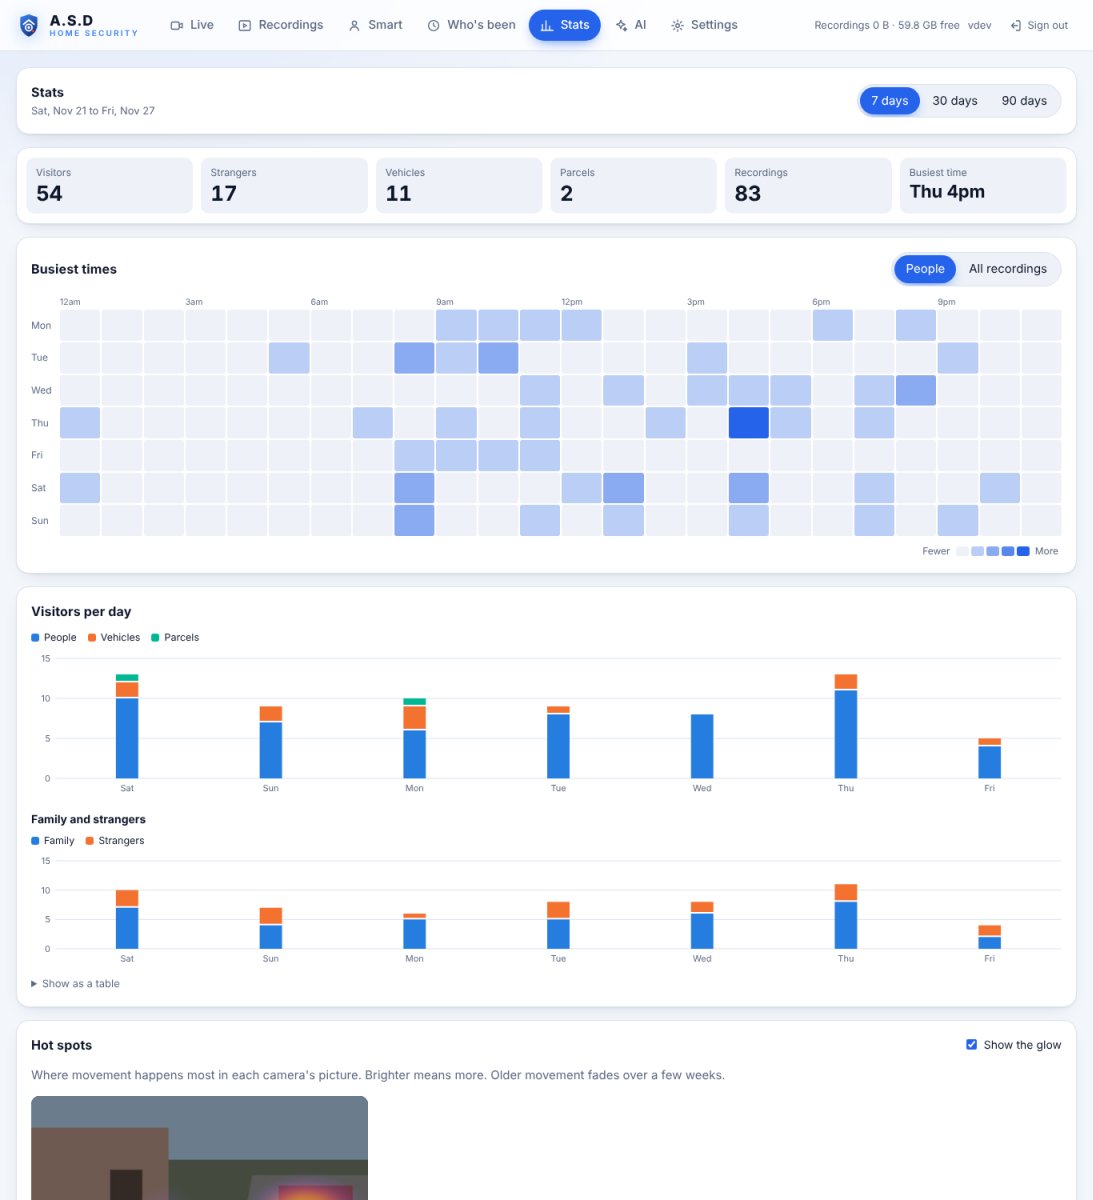 A.S.D
HOME SECURITY
Live
Recordings
Smart
Who's been
Stats
AI
Settings
Recordings 0 B · 59.8 GB free vdev
Sign out
Stats
Sat, Nov 21 to Fri, Nov 27
7 days 30 days 90 days
Visitors
54
Strangers
17
Vehicles
11
Parcels
2
Recordings
83
Busiest time
Thu 4pm
Busiest times
People All recordings
12am 3am 6am 9am 12pm 3pm 6pm 9pm
Mon
Tue
Wed
Thu
Fri
Sat
Sun
Fewer More
Visitors per day
People Vehicles Parcels
15
10
5
0
Sat Sun Mon Tue Wed Thu Fri
Family and strangers
Family Strangers
15
10
5
0
Sat Sun Mon Tue Wed Thu Fri
Show as a table
Hot spots
Show the glow
Where movement happens most in each camera's picture. Brighter means more. Older movement fades over a few weeks.